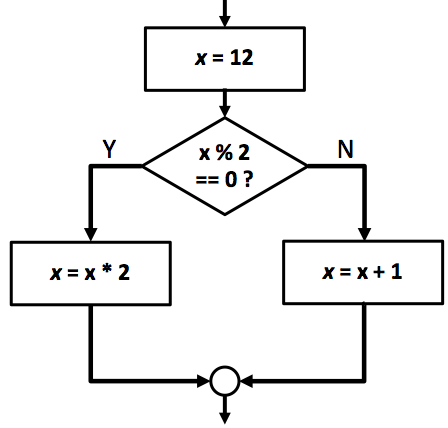 x = 12
Y
N
x % 2
== 0 ?
x = x * 2
x = x + 1